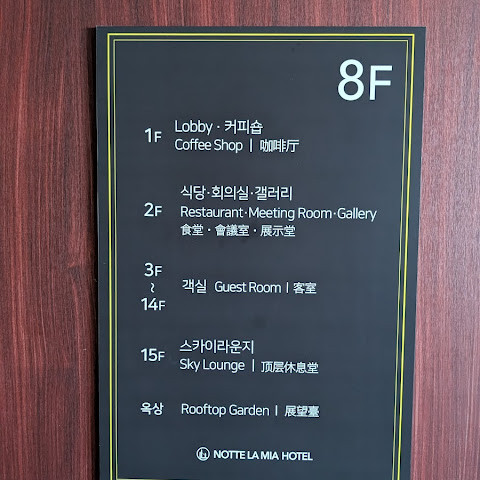 8F
1F
Lobby · 커피숍
Coffee Shop | 咖啡厅
2F
식당·회의실·갤러리
Restaurant·Meeting Room·Gallery
食堂·會議室·展示堂
3F
~
14F
객실 Guest Room | 客室
15F
스카이라운지
Sky Lounge | 顶层休息堂
옥상 Rooftop Garden | 展望臺
NOTTE LA MIA HOTEL